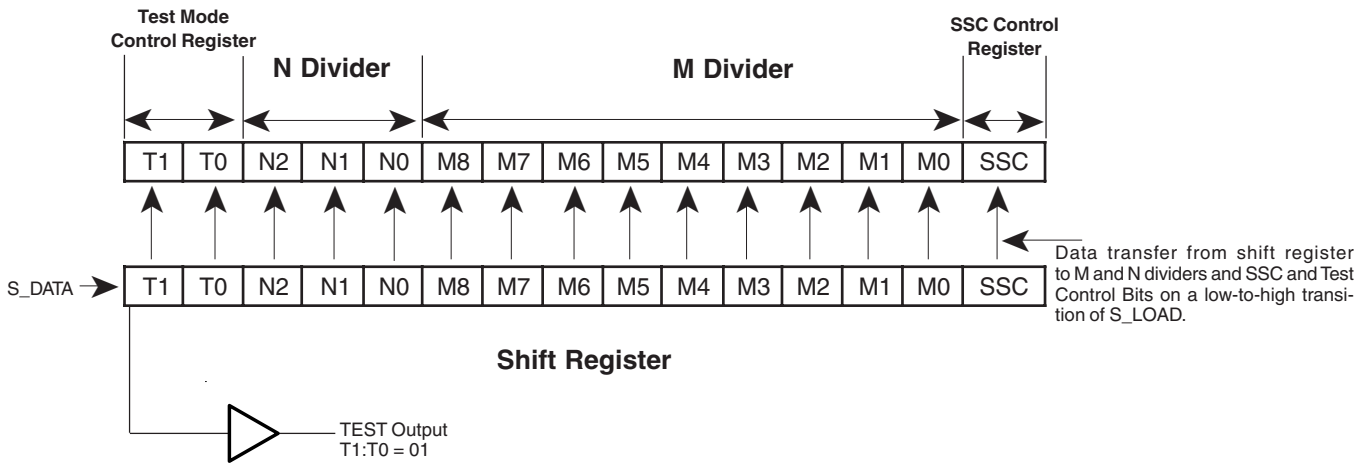 Test Mode
Control Register
SSC Control
Register
N Divider
M Divider
T1 T0 N2 N1 N0 M8 M7 M6 M5 M4 M3 M2 M1 M0 SSC
S_DATA
T1 T0 N2 N1 N0 M8 M7 M6 M5 M4 M3 M2 M1 M0 SSC
Data transfer from shift register
to M and N dividers and SSC and Test
Control Bits on a low-to-high transi-
tion of S_LOAD.
Shift Register
TEST Output
T1:T0 = 01